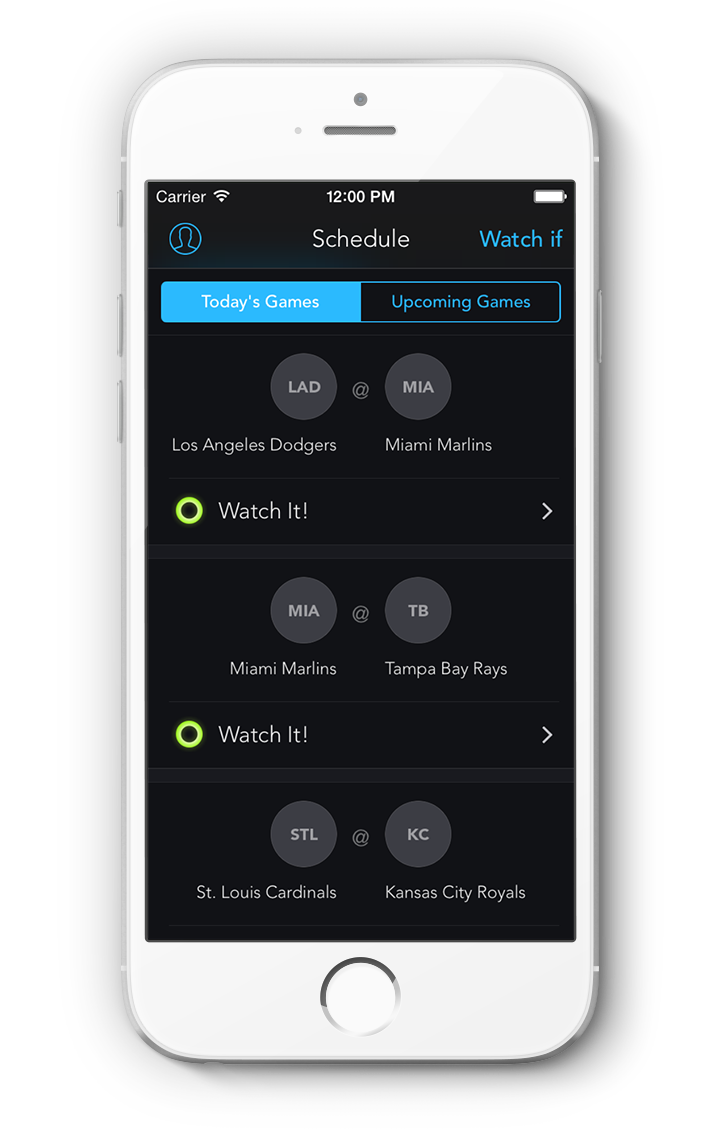 Carrier 12:00 PM
Schedule Watch if
Today's Games Upcoming Games
LAD @ MIA
Los Angeles Dodgers Miami Marlins
Watch It!
MIA @ TB
Miami Marlins Tampa Bay Rays
Watch It!
STL @ KC
St. Louis Cardinals Kansas City Royals